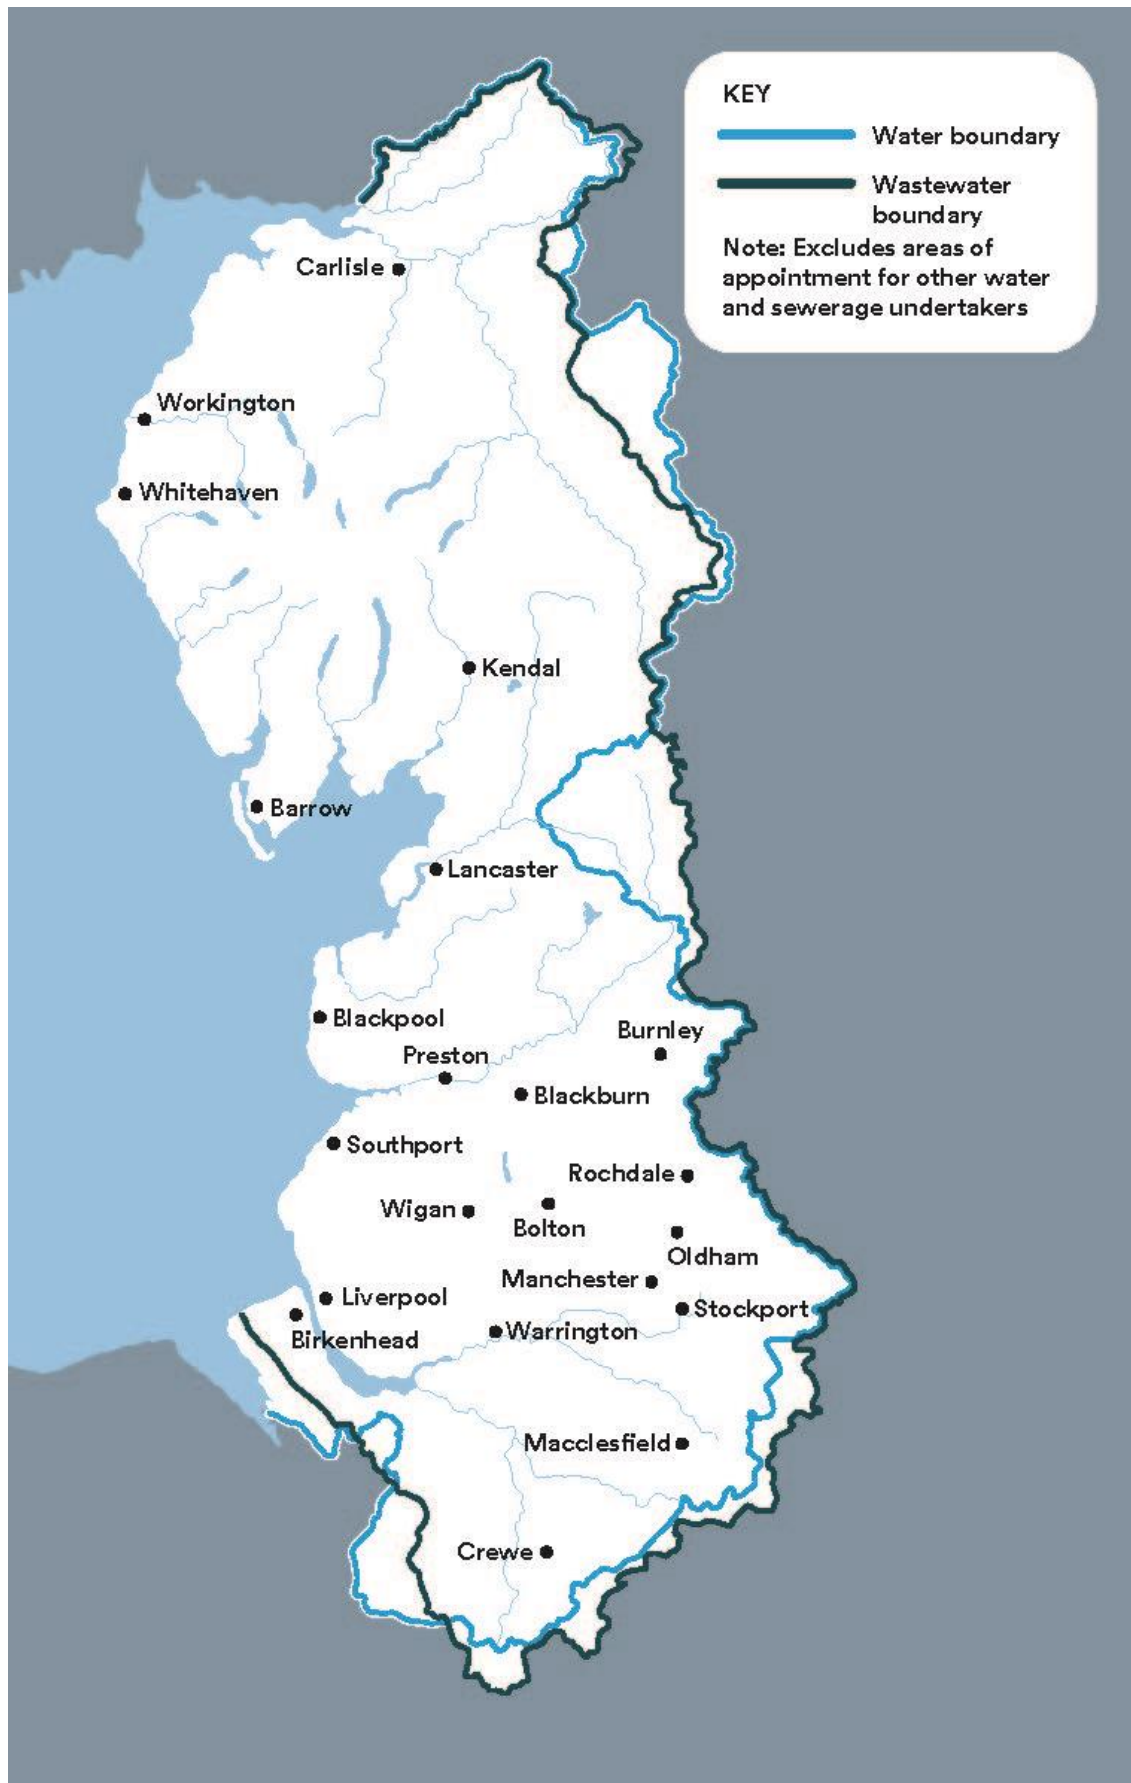 KEY
Water boundary
Wastewater
boundary
Note: Excludes areas of
appointment for other water
and sewerage undertakers
Carlisle
Workington
Whitehaven
Kendal
Barrow
Lancaster
Blackpool
Burnley
Preston
Blackburn
Southport
Rochdale
Wigan
Bolton
Oldham
Manchester
Liverpool
Stockport
Warrington
Birkenhead
Macclesfield
Crewe